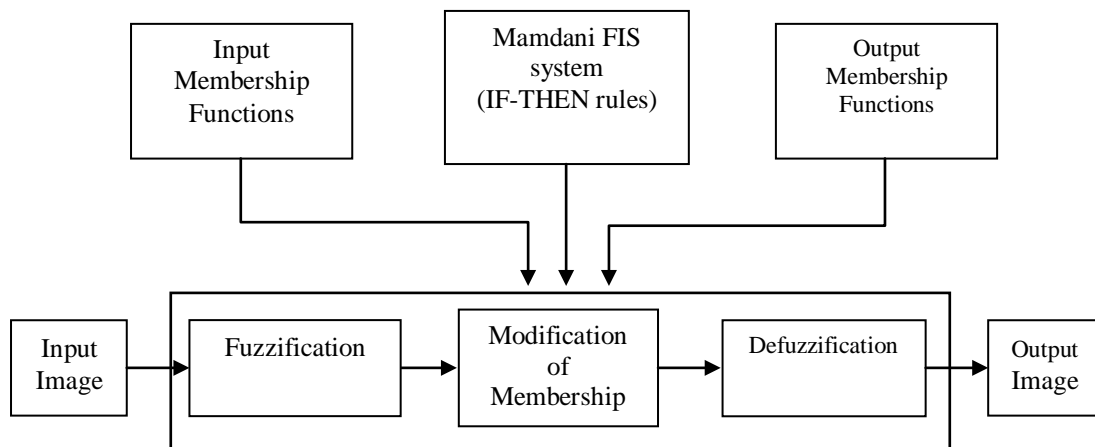 Input
Membership
Functions
Mamdani FIS
system
(IF-THEN rules)
Output
Membership
Functions
Input
Image
Fuzzification
Modification
of
Membership
Defuzzification
Output
Image